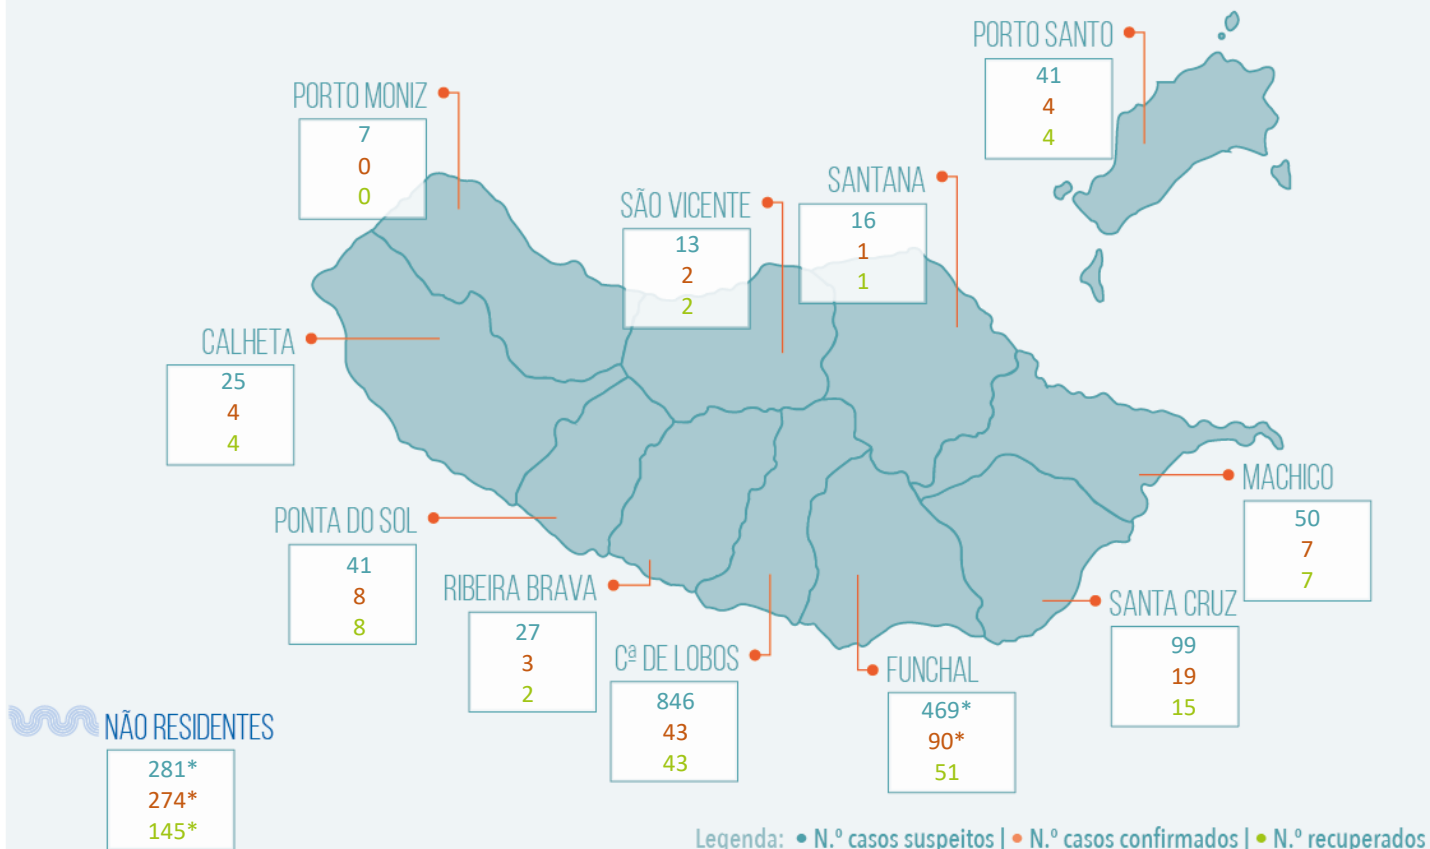 PORTO SANTO
41
4
4
PORTO MONIZ
7
0
0
SANTANA
16
1
1
SÃO VICENTE
13
2
2
CALHETA
25
4
4
MACHICO
50
7
7
PONTA DO SOL
41
8
8
RIBEIRA BRAVA
27
3
2
SANTA CRUZ
99
19
15
Cª DE LOBOS
846
43
43
FUNCHAL
469*
90*
51
NÃO RESIDENTES
281*
274*
145*
Legenda: • N.º casos suspeitos | • N.º casos confirmados | • N.º recuperados